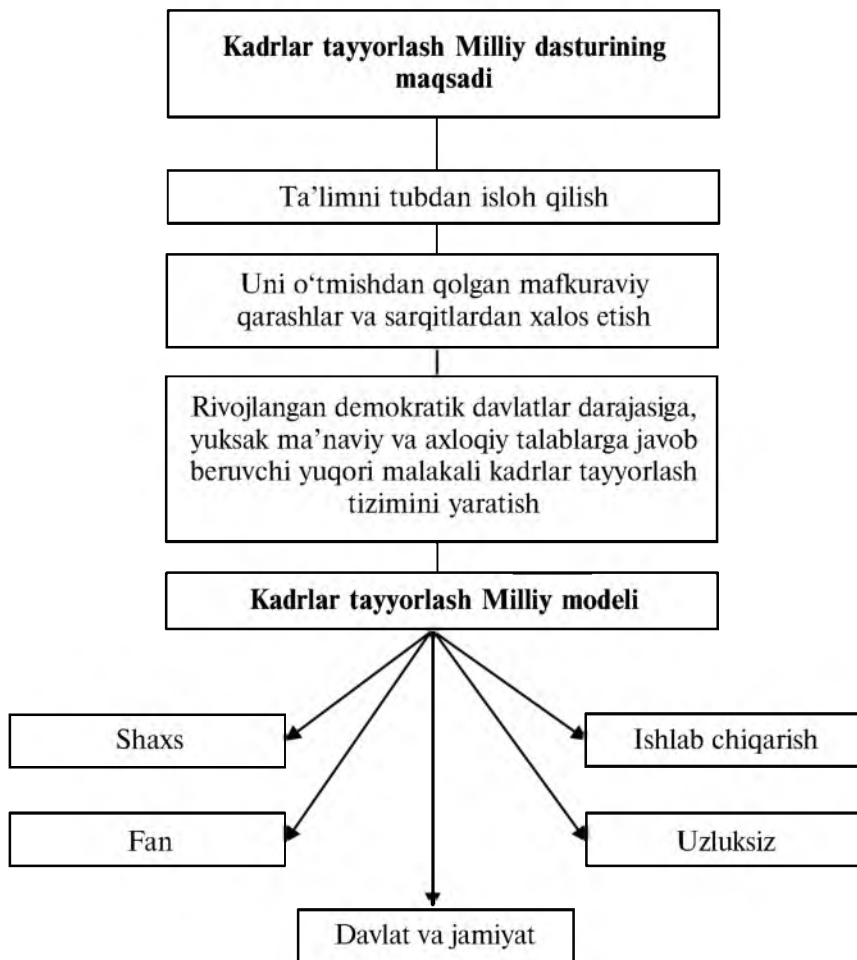 Kadrlar tayyorlash Milliy dasturining
maqsadi
Ta’limni tubdan isloh qilish
Uni o‘tmishdan qolgan mafkuraviy
qarashlar va sarqitlardan xalos etish
Rivojlangan demokratik davlatlar darajasiga,
yuksak ma’naviy va axloqiy talablarga javob
beruvchi yuqori malakali kadrlar tayyorlash
tizimini yaratish
Kadrlar tayyorlash Milliy modeli
Shaxs
Ishlab chiqarish
Fan
Uzluksiz
Davlat va jamiyat